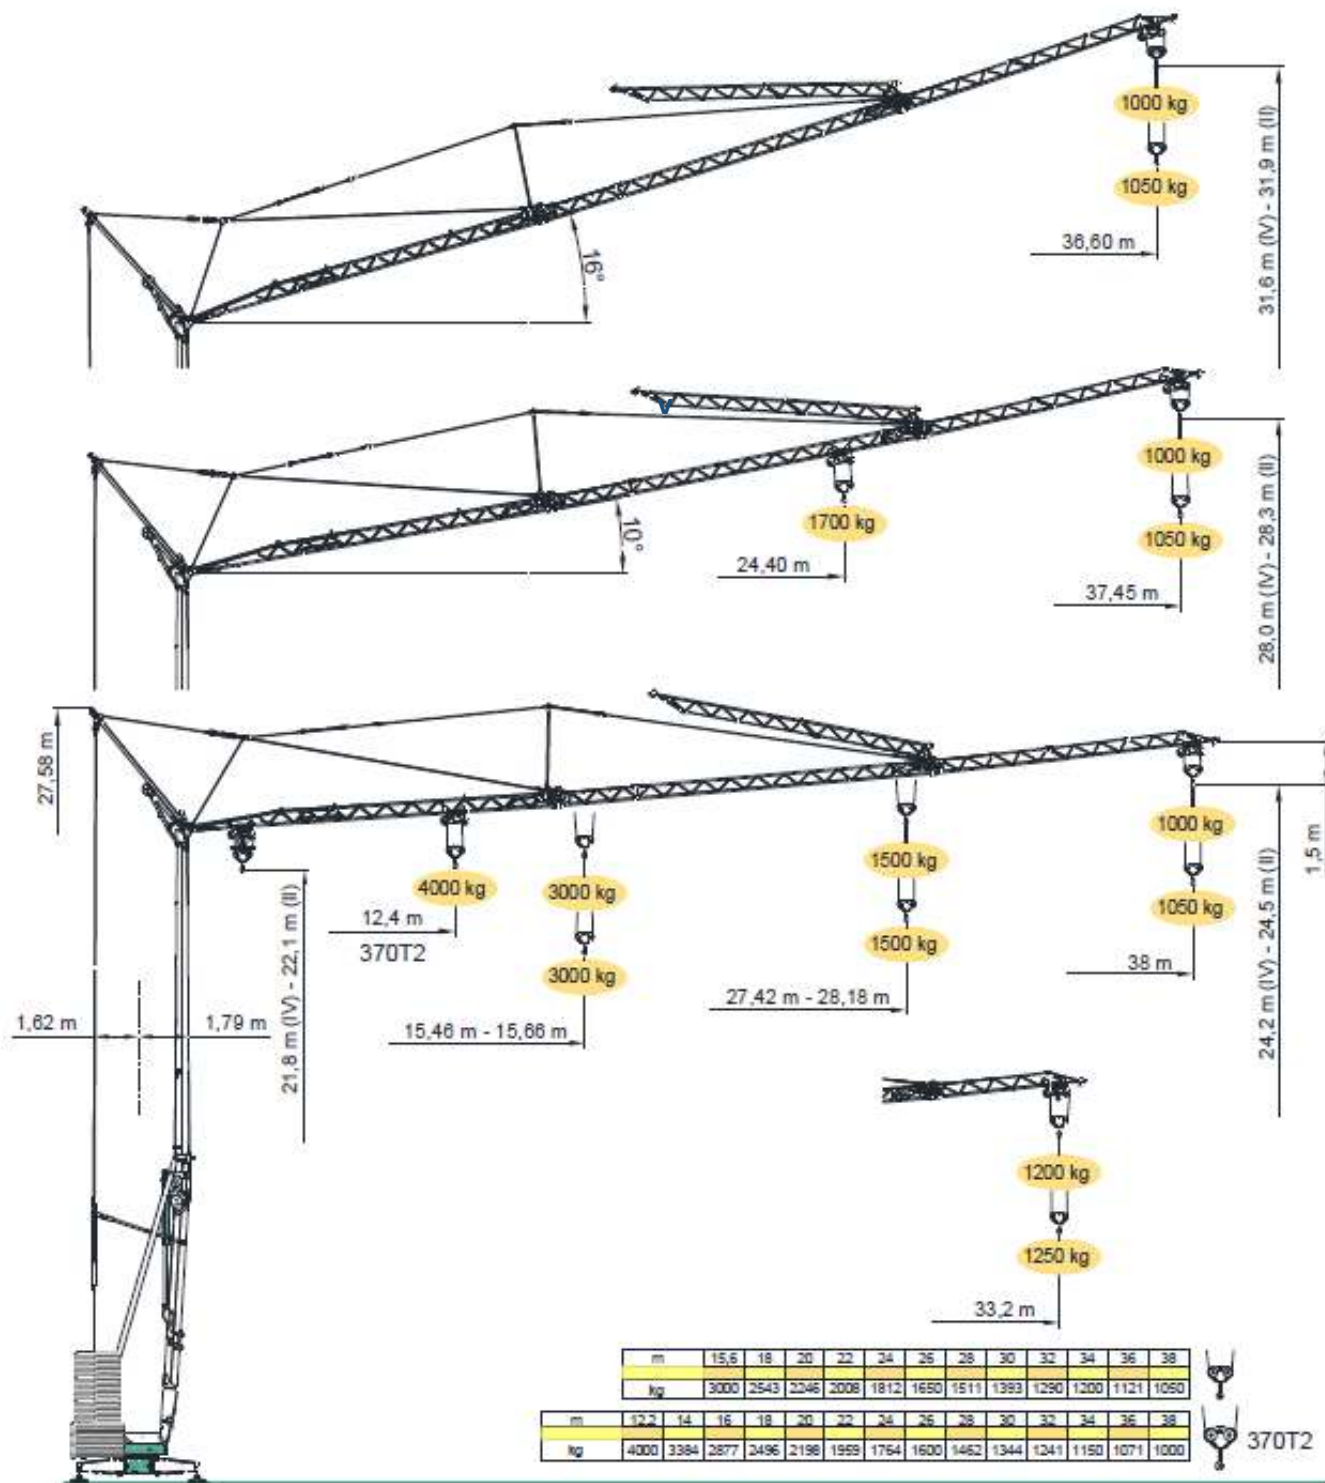 1000 kg
1050 kg
36,60 m
31,6 m (IV) - 31,9 m (II)
16°
1000 kg
1700 kg
1050 kg
10°
24,40 m
37,45 m
28,0 m (IV) - 28,3 m (II)
27,58 m
1000 kg
1500 kg
4000 kg
3000 kg
1,5 m
1050 kg
12,4 m
1500 kg
370T2
3000 kg
38 m
27,42 m - 28,18 m
1,62 m
1,79 m
15,46 m - 15,66 m
21,8 m (IV) - 22,1 m (II)
24,2 m (IV) - 24,5 m (II)
1200 kg
1250 kg
33,2 m
m 15,6 18 20 22 24 26 28 30 32 34 36 38
kg 3000 2543 2246 2008 1812 1650 1511 1393 1290 1200 1121 1050
m 12,2 14 16 18 20 22 24 26 28 30 32 34 36 38
370T2
kg 4000 3384 2877 2496 2198 1959 1764 1600 1462 1344 1241 1150 1071 1000